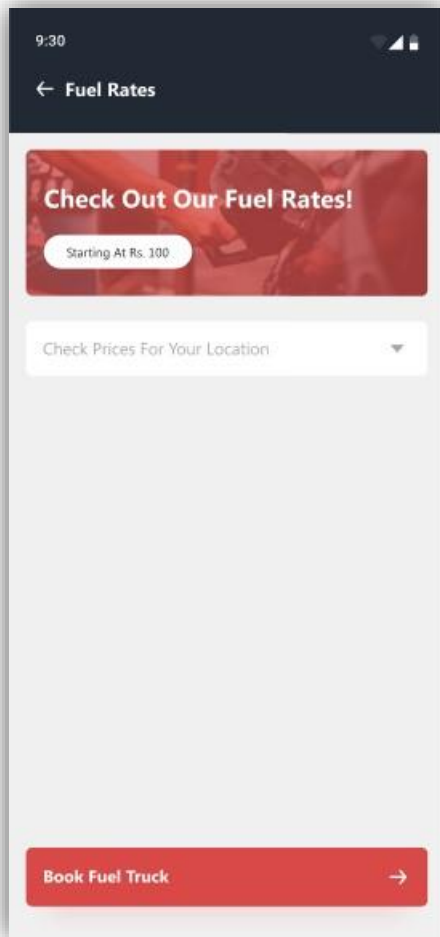 9:30
Fuel Rates
Check Out Our Fuel Rates!
Starting At Rs. 100
Check Prices For Your Location
Book Fuel Truck